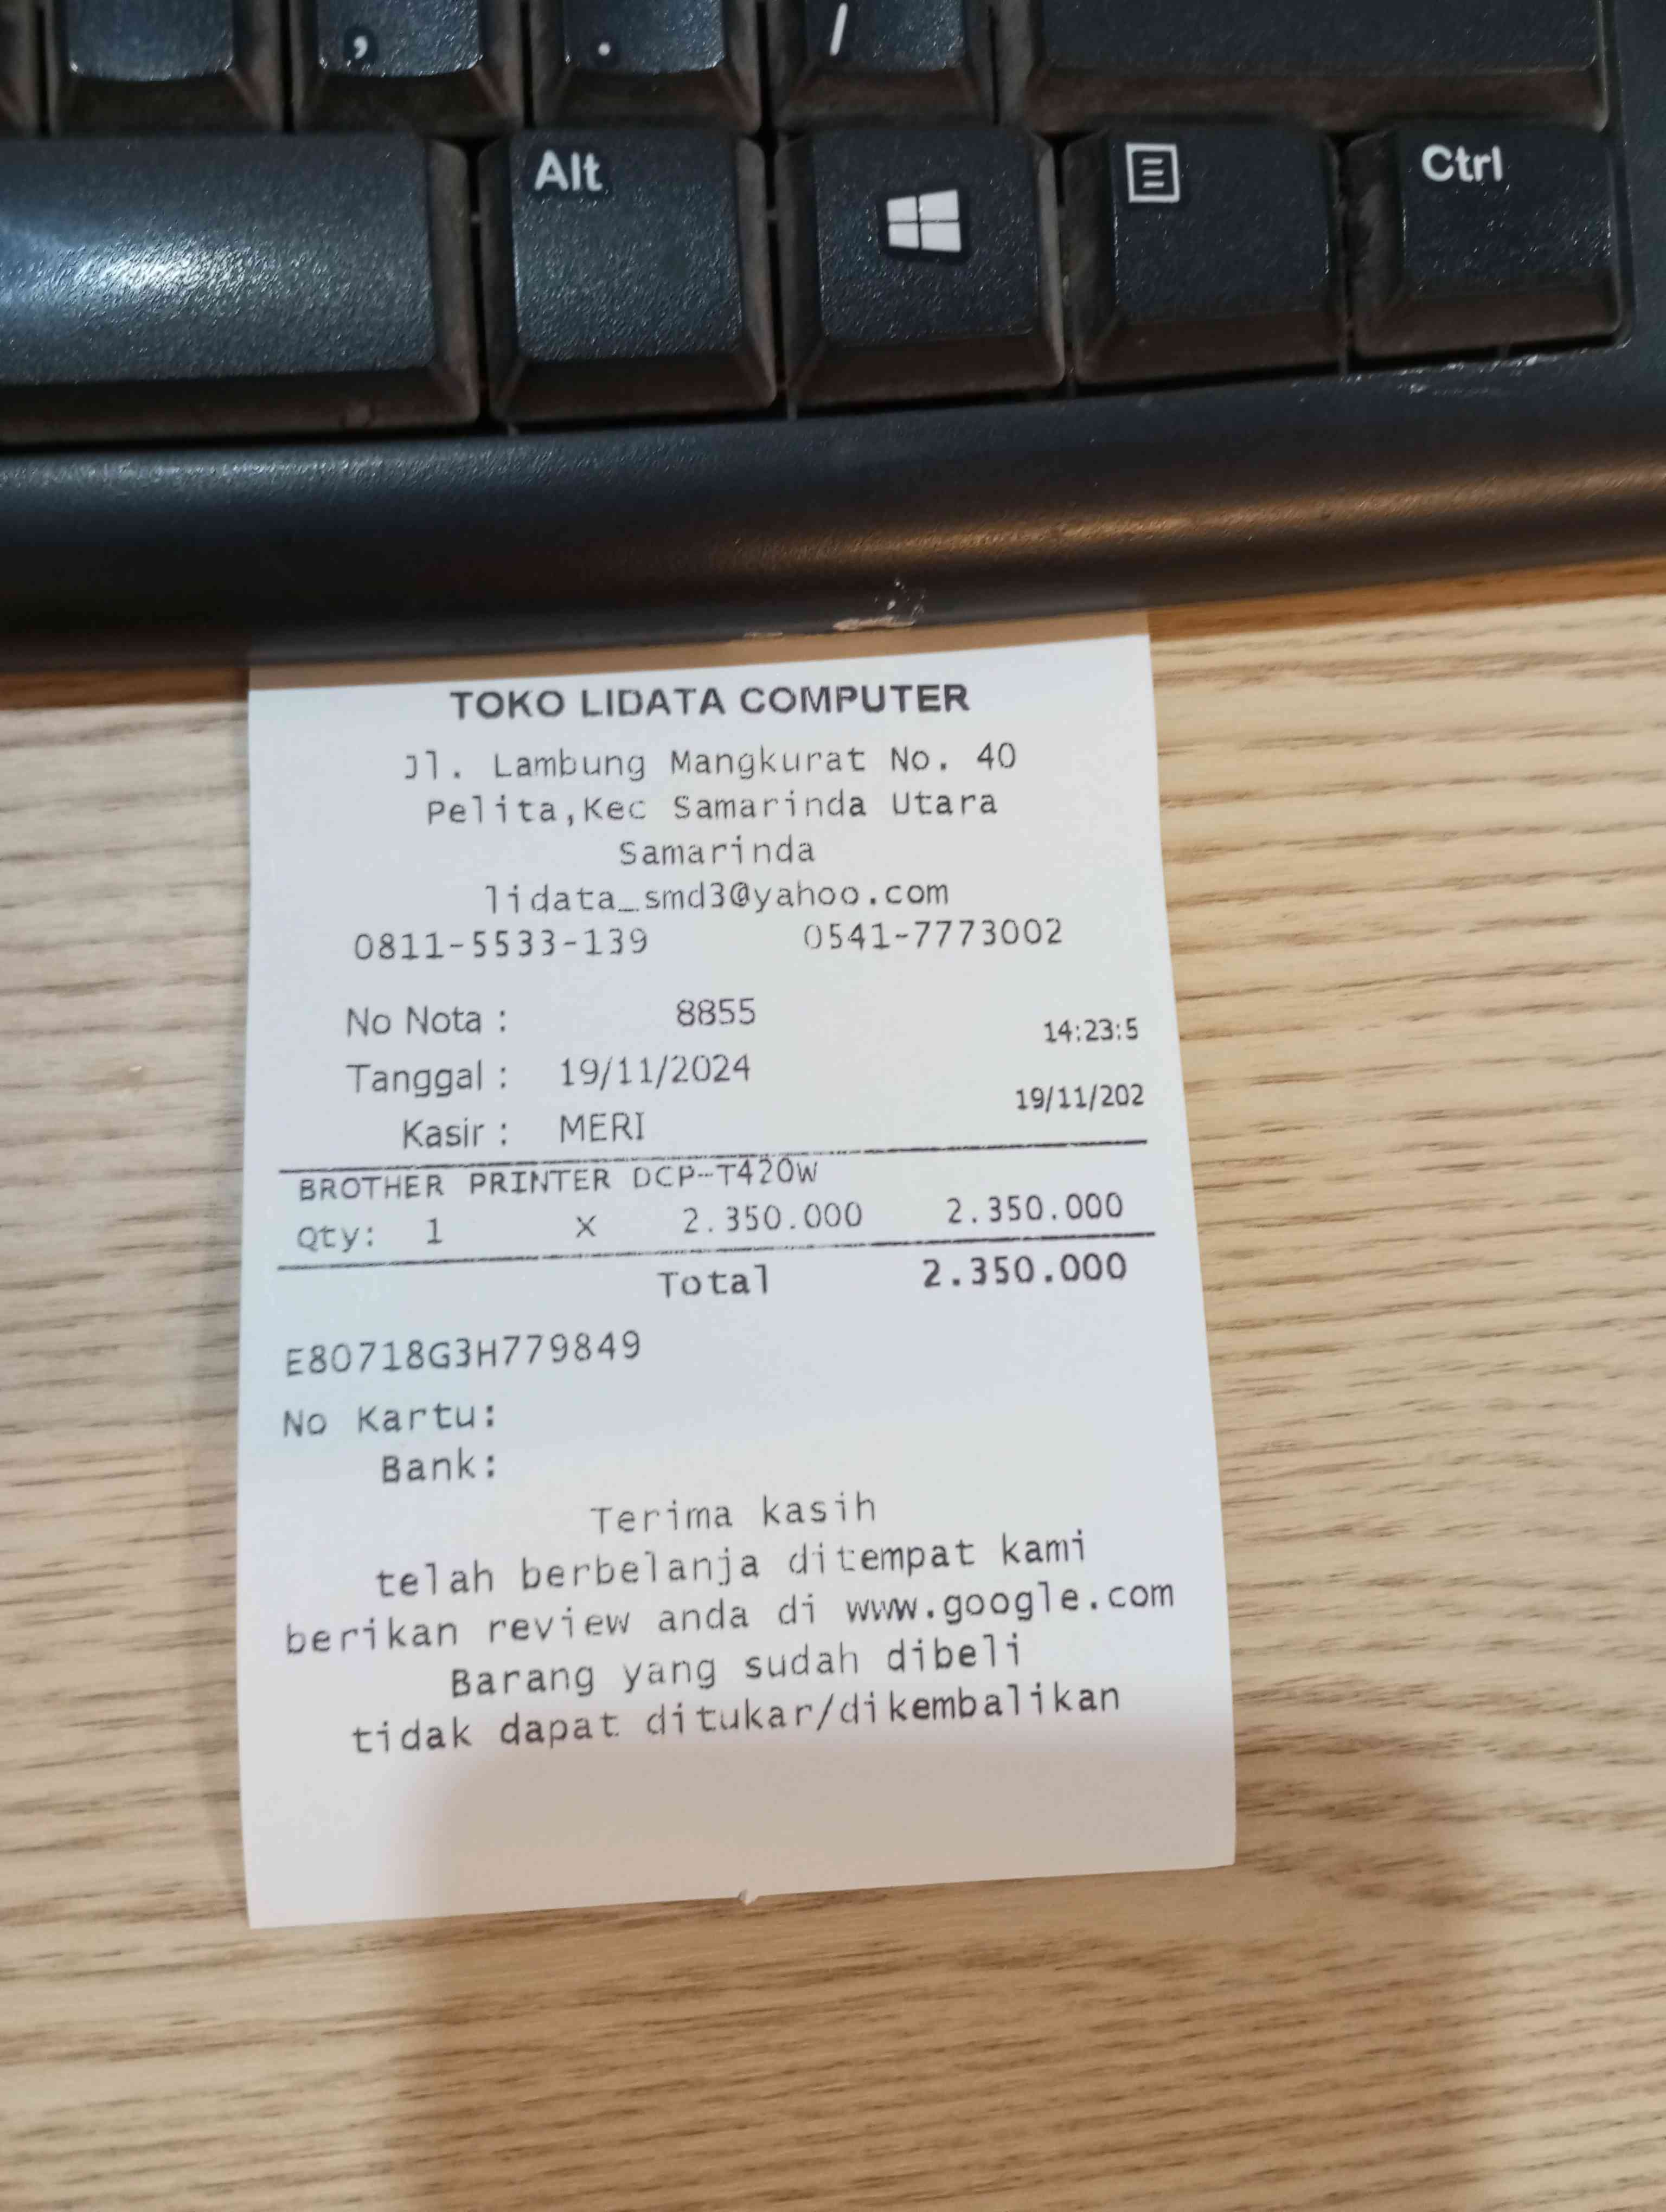 , . /
Alt Ctrl
TOKO LIDATA COMPUTER
Jl. Lambung Mangkurat No. 40
Pelita,Kec Samarinda Utara
Samarinda
lidata_smd3@yahoo.com
0811-5533-139 0541-7773002
No Nota : 8855 14:23:5
Tanggal : 19/11/2024
Kasir : MERI 19/11/202
BROTHER PRINTER DCP-T420W
Qty: 1 X 2.350.000 2.350.000
Total 2.350.000
E80718G3H779849
No Kartu:
Bank:
Terima kasih
telah berbelanja ditempat kami
berikan review anda di www.google.com
Barang yang sudah dibeli
tidak dapat ditukar/dikembalikan